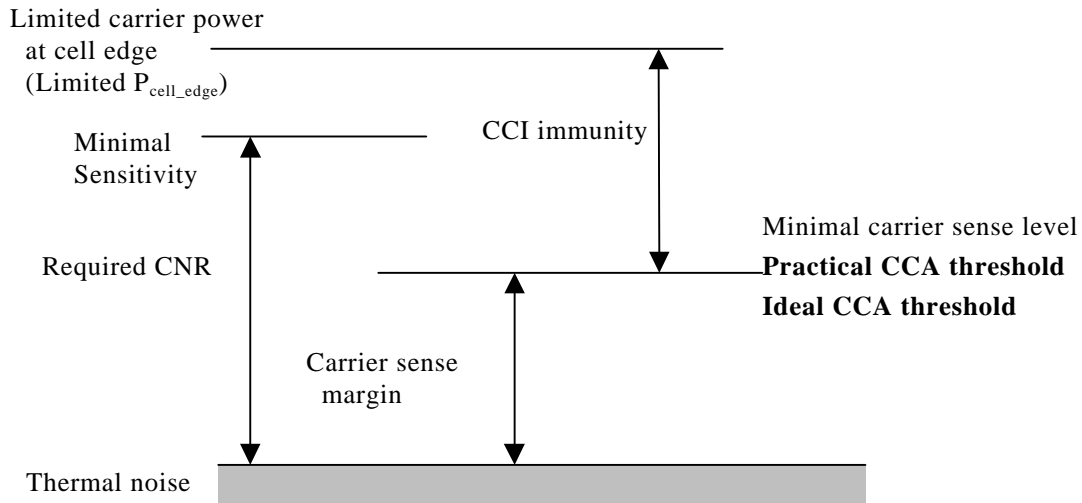 Limited carrier power
at cell edge
(Limited Pcell_edge)
CCI immunity
Minimal
Sensitivity
Minimal carrier sense level
Practical CCA threshold
Ideal CCA threshold
Required CNR
Carrier sense
margin
Thermal noise